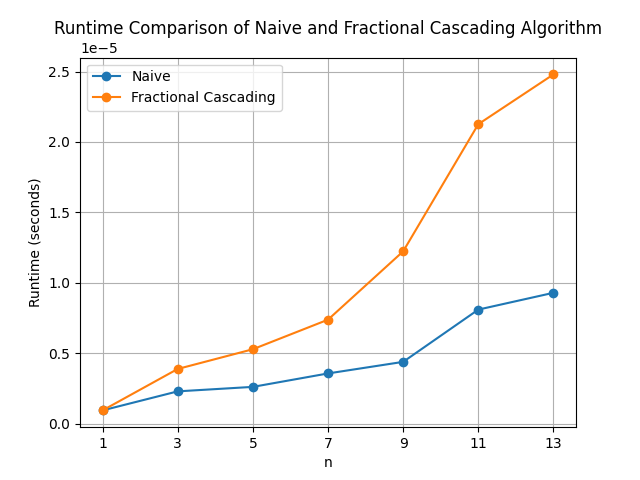 Runtime Comparison of Naive and Fractional Cascading Algorithm
1e−5
2.5
2.0
1.5
1.0
0.5
0.0
Runtime (seconds)
Naive
Fractional Cascading
1 3 5 7 9 11 13
n